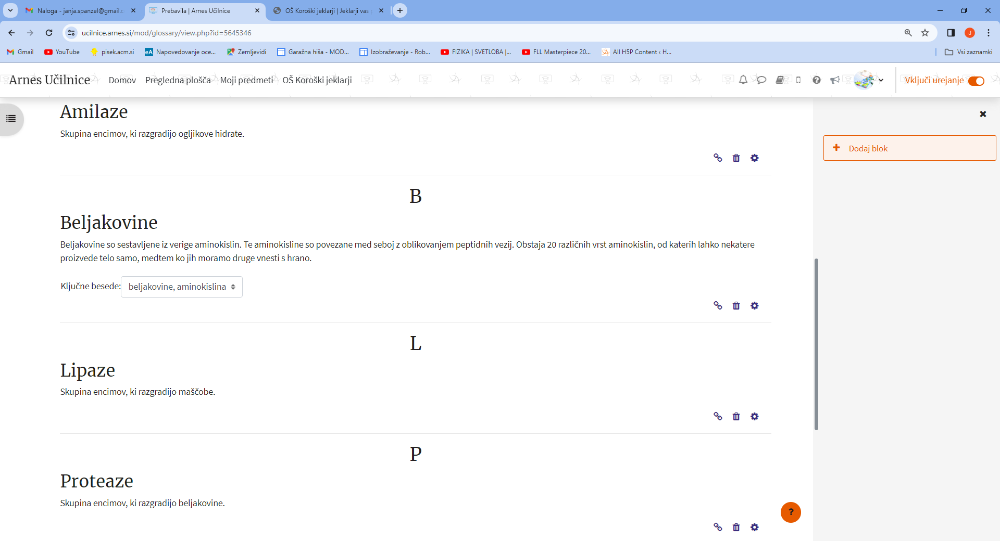 Naloga - janja.spanzel@gmail.c
Prebavila | Arnes Učilnice
OŠ Koroški jeklarji | Jeklarji vas
ucilnice.arnes.si/mod/glossary/view.php?id=5645346
J
Gmail
YouTube
pisek.acm.si
eA Napovedovanje oce...
Zemljevidi
Garažna hiša - MOD...
Izobraževanje - Rob...
FIZIKA | SVETLOBA |...
FLL Masterpiece 20...
All H5P Content ‹ H...
Vsi zaznamki
Arnes Učilnice
Domov
Pregledna plošča
Moji predmeti
OŠ Koroški jeklarji
Vključi urejanje
Amilaze
Skupina encimov, ki razgradijo ogljikove hidrate.
Dodaj blok
B
Beljakovine
Beljakovine so sestavljene iz verige aminokislin. Te aminokisline so povezane med seboj z oblikovanjem peptidnih vezij. Obstaja 20 različnih vrst aminokislin, od katerih lahko nekatere
proizvede telo samo, medtem ko jih moramo druge vnesti s hrano.
Ključne besede: beljakovine, aminokislina
L
Lipaze
Skupina encimov, ki razgradijo maščobe.
P
Proteaze
Skupina encimov, ki razgradijo beljakovine.
?